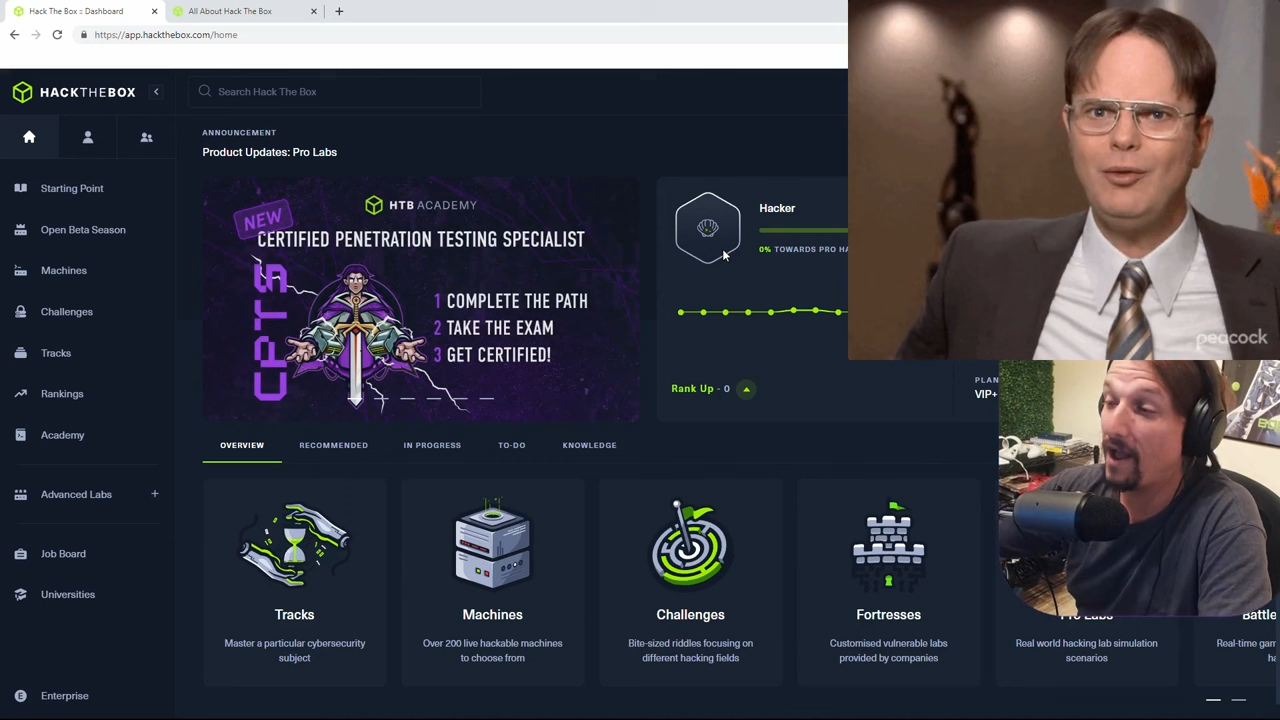 Hack The Box :: Dashboard
All About Hack The Box
https://app.hackthebox.com/home
HACKTHEBOX
Search Hack The Box
ANNOUNCEMENT
Product Updates: Pro Labs
Starting Point
Open Beta Season
Machines
Challenges
Tracks
Rankings
Academy
Advanced Labs
Job Board
Universities
Enterprise
NEW
HTB ACADEMY
CERTIFIED PENETRATION TESTING SPECIALIST
CPTS
1 COMPLETE THE PATH
2 TAKE THE EXAM
3 GET CERTIFIED!
Hacker
0% TOWARDS PRO HA
Rank Up - 0
PLAN
VIP+
peacock
OVERVIEW
RECOMMENDED
IN PROGRESS
TO-DO
KNOWLEDGE
Tracks
Master a particular cybersecurity
subject
Machines
Over 200 live hackable machines
to choose from
Challenges
Bite-sized riddles focusing on
different hacking fields
Fortresses
Customised vulnerable labs
provided by companies
Pro Labs
Real world hacking lab simulation
scenarios
Battle
Real-time gam
ha